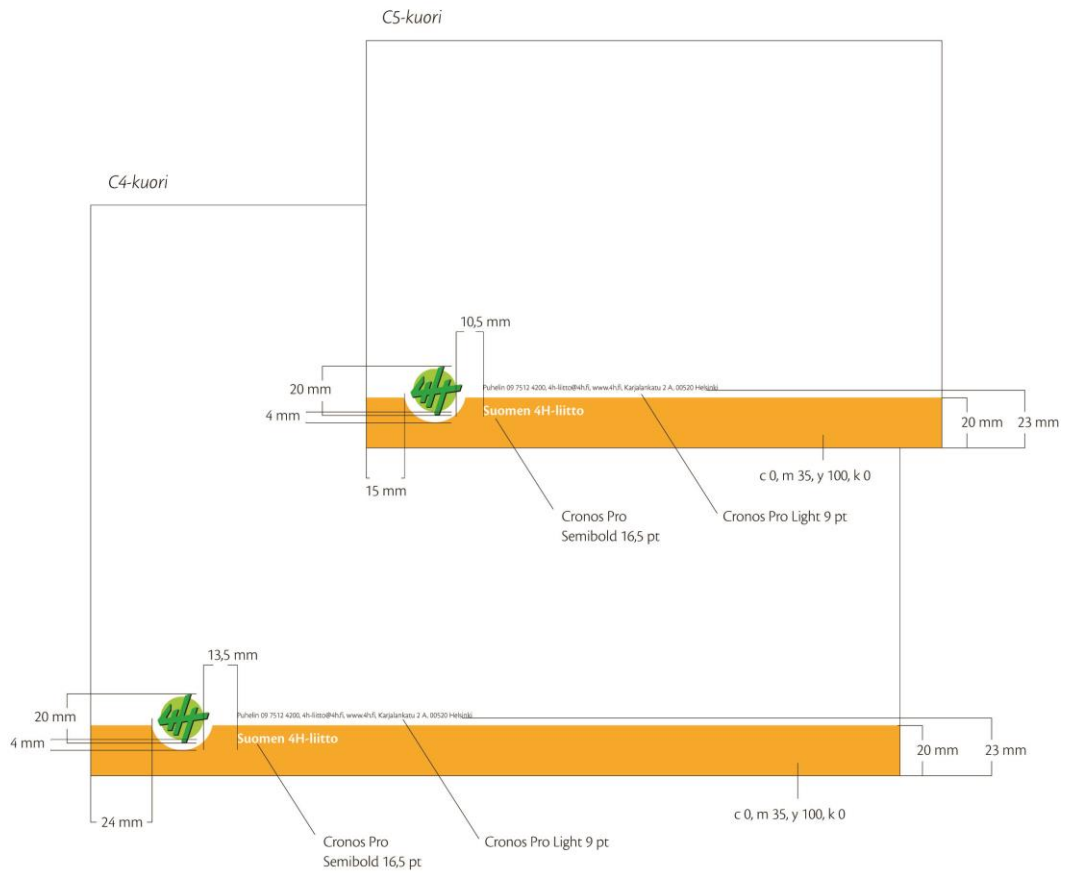 C5-kuori
C4-kuori
10,5 mm
20 mm
4 mm
Puhelin 09 7512 4200, 4h-liitto@4h.fi, www.4h.fi, Karjalankatu 2 A, 00520 Helsinki
Suomen 4H-liitto
20 mm
23 mm
15 mm
c 0, m 35, y 100, k 0
Cronos Pro
Semibold 16,5 pt
Cronos Pro Light 9 pt
13,5 mm
20 mm
4 mm
Puhelin 09 7512 4200, 4h-liitto@4h.fi, www.4h.fi, Karjalankatu 2 A, 00520 Helsinki
Suomen 4H-liitto
20 mm
23 mm
24 mm
c 0, m 35, y 100, k 0
Cronos Pro
Semibold 16,5 pt
Cronos Pro Light 9 pt